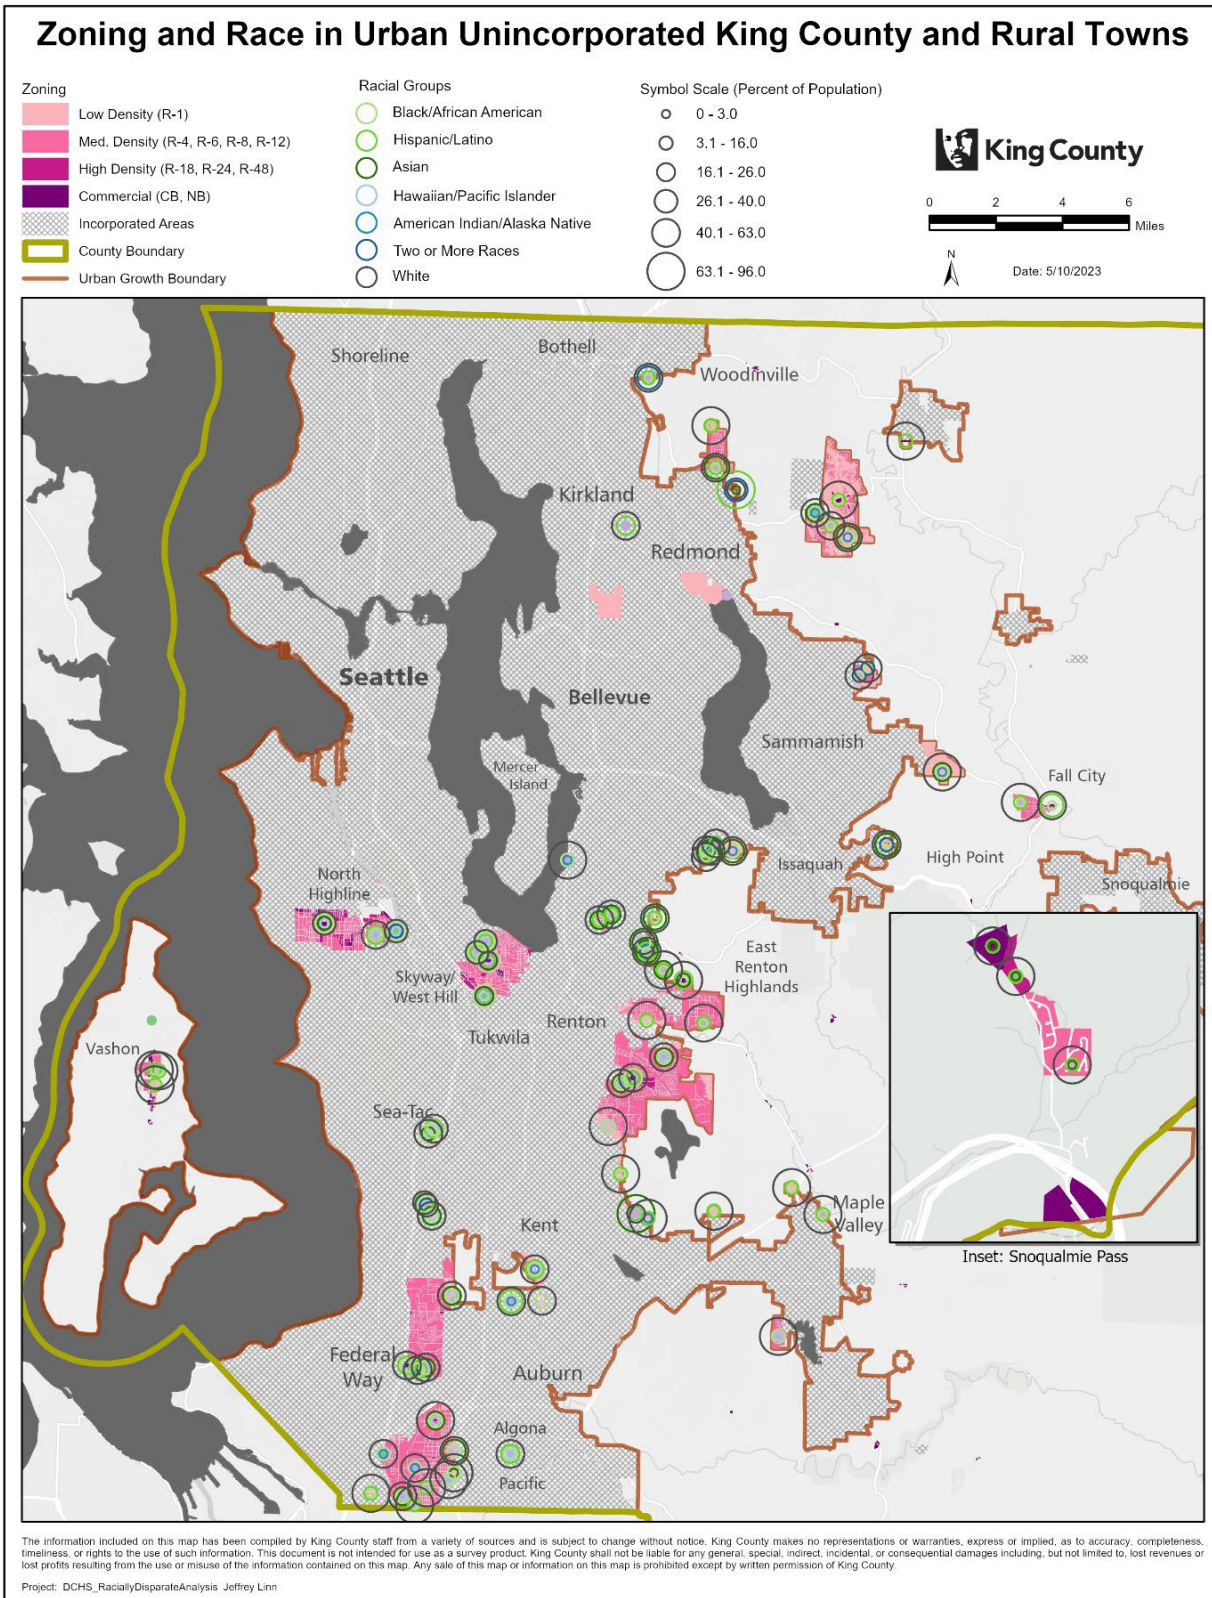 Zoning and Race in Urban Unincorporated King County and Rural Towns
Zoning
Low Density (R-1)
Med. Density (R-4, R-6, R-8, R-12)
High Density (R-18, R-24, R-48)
Commercial (CB, NB)
Incorporated Areas
County Boundary
Urban Growth Boundary
Racial Groups
Black/African American
Hispanic/Latino
Asian
Hawaiian/Pacific Islander
American Indian/Alaska Native
Two or More Races
White
Symbol Scale (Percent of Population)
0 - 3.0
3.1 - 16.0
16.1 - 26.0
26.1 - 40.0
40.1 - 63.0
63.1 - 96.0
King County
0 2 4 6
Miles
N
Date: 5/10/2023
Shoreline
Bothell
Woodinville
Kirkland
Redmond
Seattle
Bellevue
Sammamish
Mercer
Island
Fall City
Issaquah
High Point
Snoqualmie
North
Highline
Skyway/
West Hill
East
Renton
Highlands
Renton
Tukwila
Vashon
Sea-Tac
Maple
Valley
Kent
Inset: Snoqualmie Pass
Federal
Way
Auburn
Algona
Pacific
The information included on this map has been compiled by King County staff from a variety of sources and is subject to change without notice. King County makes no representations or warranties, express or implied, as to accuracy, completeness,
timeliness, or rights to the use of such information. This document is not intended for use as a survey product. King County shall not be liable for any general, special, indirect, incidental, or consequential damages including, but not limited to, lost revenues or
lost profits resulting from the use or misuse of the information contained on this map. Any sale of this map or information on this map is prohibited except by written permission of King County.
Project: DCHS_RaciallyDisparateAnalysis Jeffrey Linn